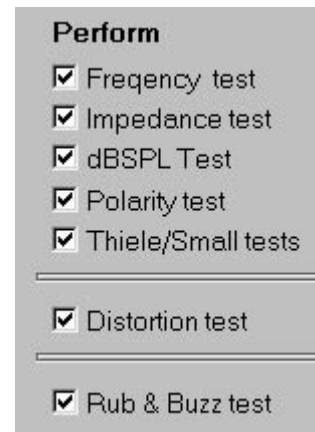 Perform
Freqency test
Impedance test
dBSPL Test
Polarity test
Thiele/Small tests
Distortion test
Rub & Buzz test